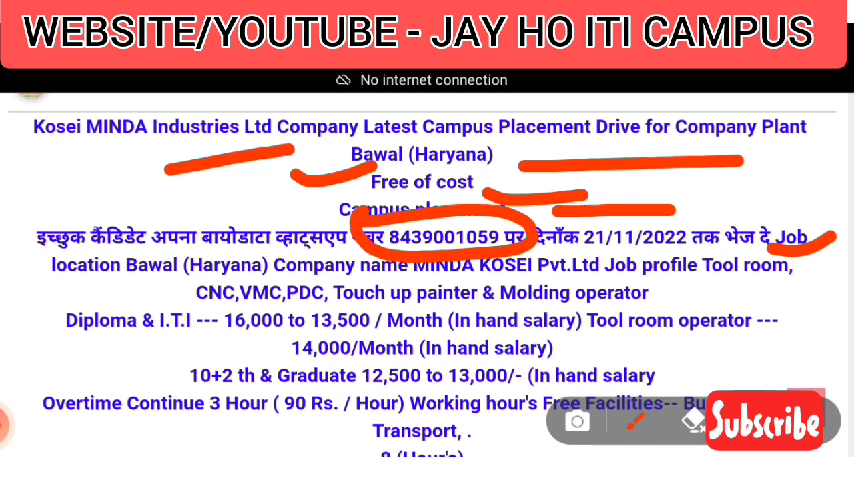 WEBSITE/YOUTUBE - JAY HO ITI CAMPUS
No internet connection
Kosei MINDA Industries Ltd Company Latest Campus Placement Drive for Company Plant
Bawal (Haryana)
Free of cost
Campus
इच्छुक कैंडिडेट अपना बायोडाटा व्हाट्सएप 8439001059 पर दिनाँक 21/11/2022 तक भेज दे Job
location Bawal (Haryana) Company name MINDA KOSEI Pvt.Ltd Job profile Tool room,
CNC,VMC,PDC, Touch up painter & Molding operator
Diploma & I.T.I --- 16,000 to 13,500 / Month (In hand salary) Tool room operator ---
14,000/Month (In hand salary)
10+2 th & Graduate 12,500 to 13,000/- (In hand salary
Overtime Continue 3 Hour ( 90 Rs. / Hour) Working hour's Free Facilities--
Subscribe
Transport, .